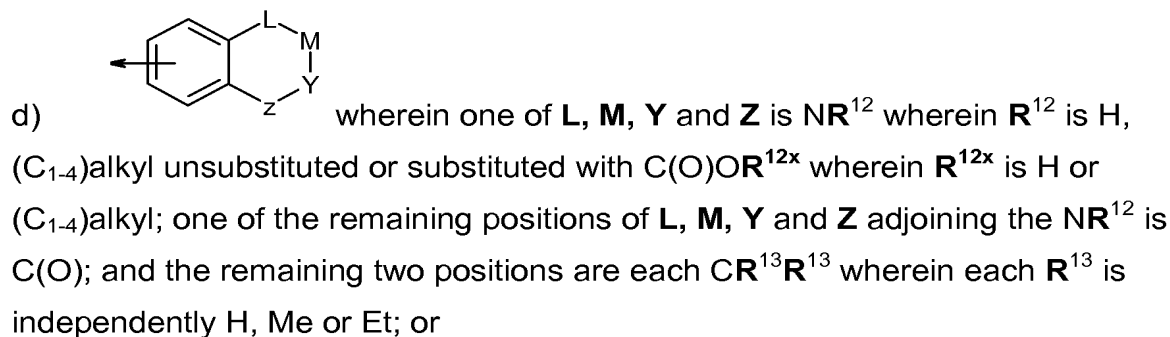 L
M
Y
Z
d) wherein one of L, M, Y and Z is NR¹² wherein R¹² is H,
(C₁₋₄)alkyl unsubstituted or substituted with C(O)OR¹²ˣ wherein R¹²ˣ is H or
(C₁₋₄)alkyl; one of the remaining positions of L, M, Y and Z adjoining the NR¹² is
C(O); and the remaining two positions are each CR¹³R¹³ wherein each R¹³ is
independently H, Me or Et; or